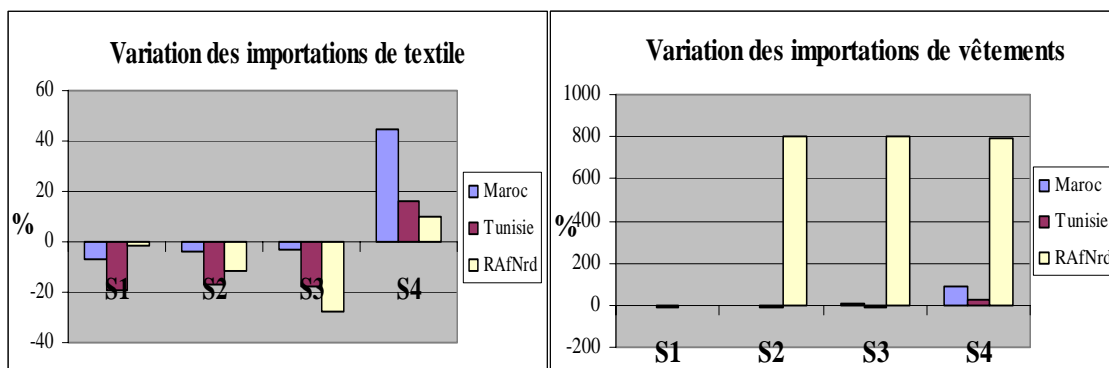 Variation des importations de textile
60
40
20
0
-20
-40
%
S1 S2 S3 S4
Maroc
Tunisie
RAfNrd
Variation des importations de vêtements
1000
800
600
400
200
0
-200
%
S1 S2 S3 S4
Maroc
Tunisie
RAfNrd